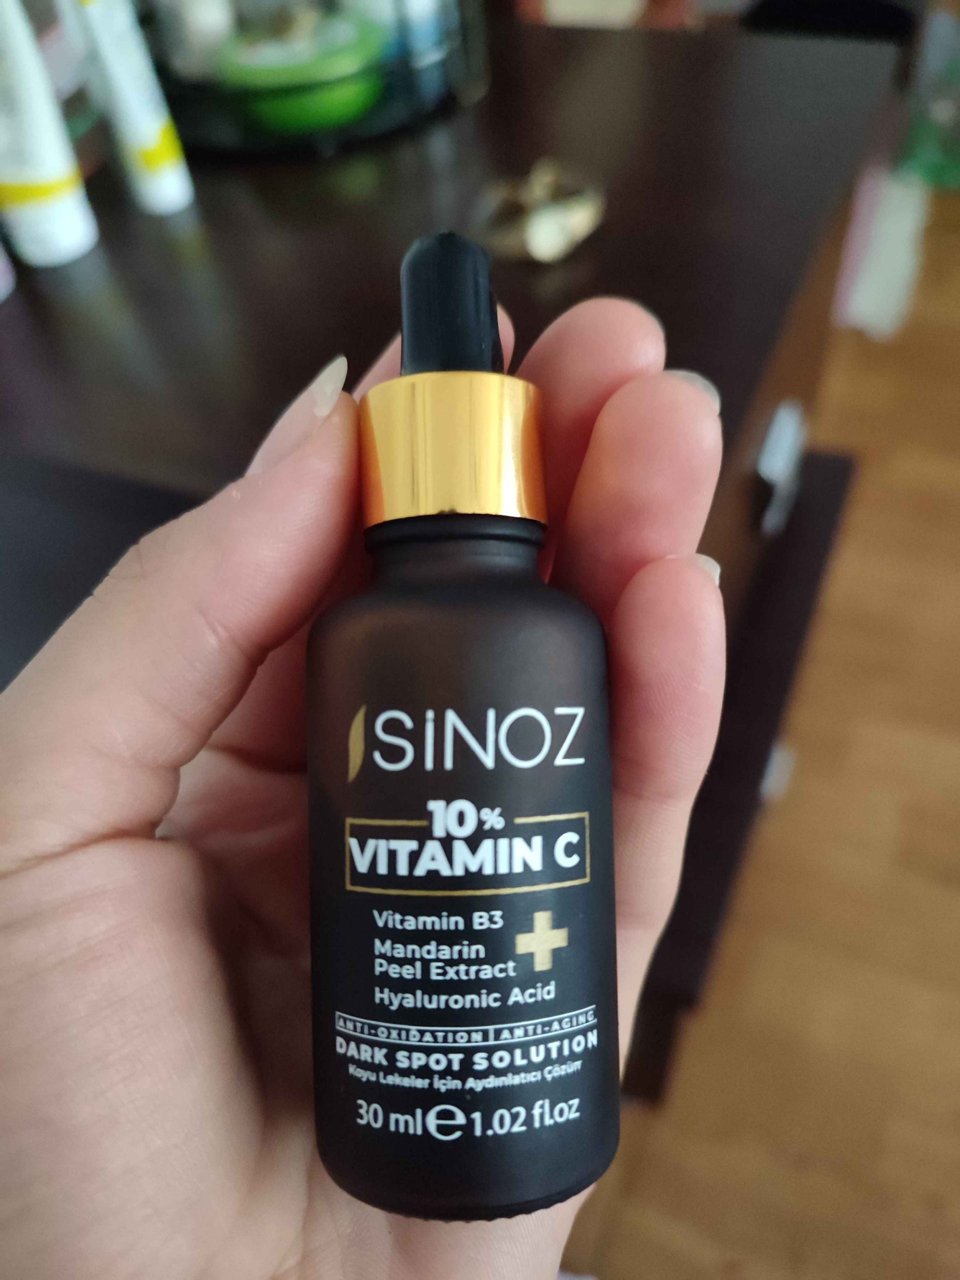 SiNOZ
10%
VITAMIN C
Vitamin B3
Mandarin
Peel Extract
Hyaluronic Acid
ANTI-OXIDATION | ANTI-AGING
DARK SPOT SOLUTION
Koyu Lekeler İçin Aydınlatıcı Çözüm
30 ml e 1.02 fl.oz